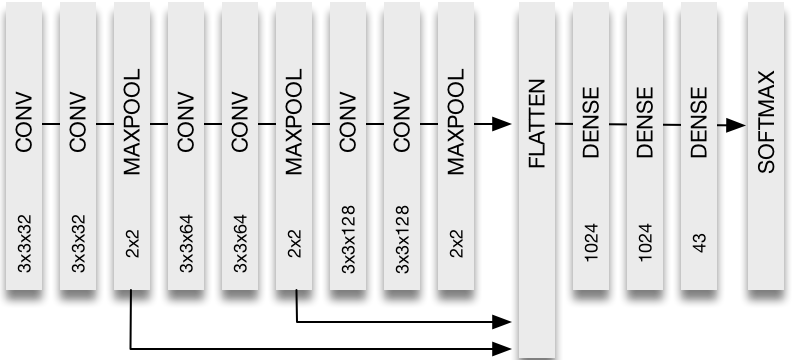 CONV
3x3x32
CONV
3x3x32
MAXPOOL
2x2
CONV
3x3x64
CONV
3x3x64
MAXPOOL
2x2
CONV
3x3x128
CONV
3x3x128
MAXPOOL
2x2
FLATTEN
DENSE
1024
DENSE
1024
DENSE
43
SOFTMAX